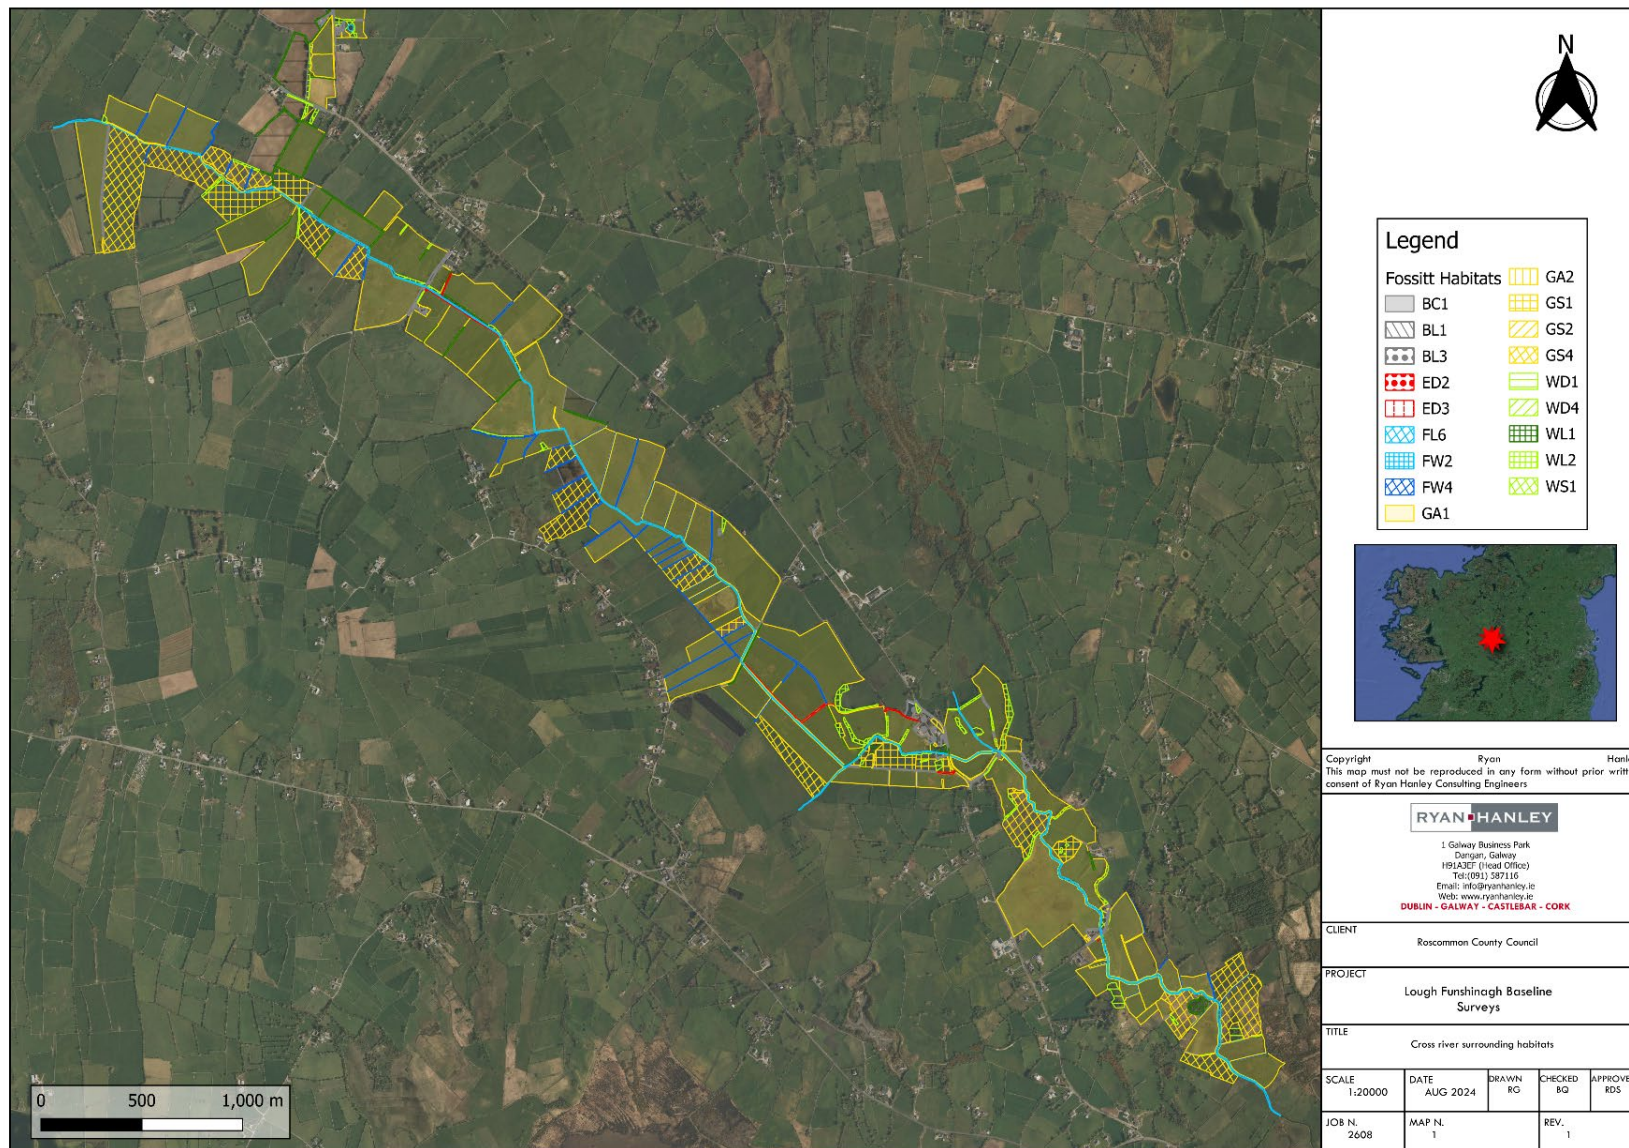 N
Legend
Fossitt Habitats
BC1
BL1
BL3
ED2
ED3
FL6
FW2
FW4
GA1
GA2
GS1
GS2
GS4
WD1
WD4
WL1
WL2
WS1
Copyright Ryan Hanl
This map must not be reproduced in any form without prior writt
consent of Ryan Hanley Consulting Engineers
RYAN HANLEY
1 Galway Business Park
Dangan, Galway
H91A3EF (Head Office)
Tel:(091) 587116
Email: info@ryanhanley.ie
Web: www.ryanhanley.ie
DUBLIN - GALWAY - CASTLEBAR - CORK
CLIENT
Roscommon County Council
PROJECT
Lough Funshinagh Baseline
Surveys
TITLE
Cross river surrounding habitats
SCALE DATE DRAWN CHECKED APPROVE
1:20000 AUG 2024 RG BQ RDS
JOB N. MAP N. REV.
2608 1 1
0 500 1,000 m